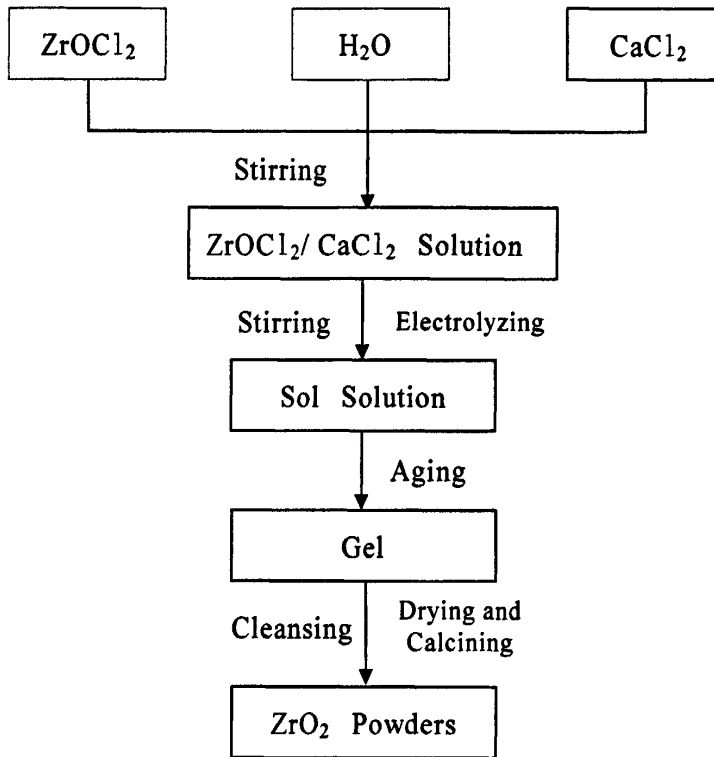 ZrOCl₂ H₂O CaCl₂
Stirring
ZrOCl₂/ CaCl₂ Solution
Stirring Electrolyzing
Sol Solution
Aging
Gel
Cleansing Drying and
Calcining
ZrO₂ Powders